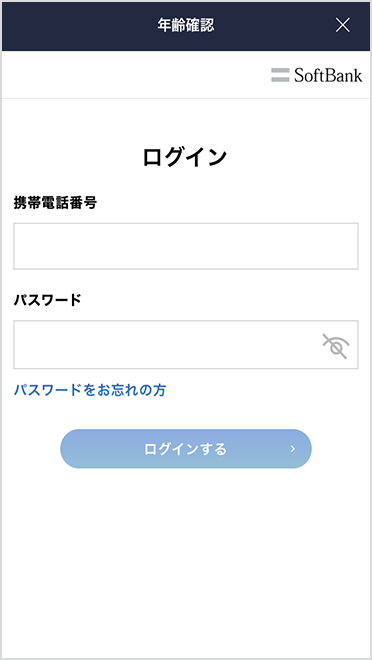 年齢確認
SoftBank
ログイン
携帯電話番号
パスワード
パスワードをお忘れの方
ログインする